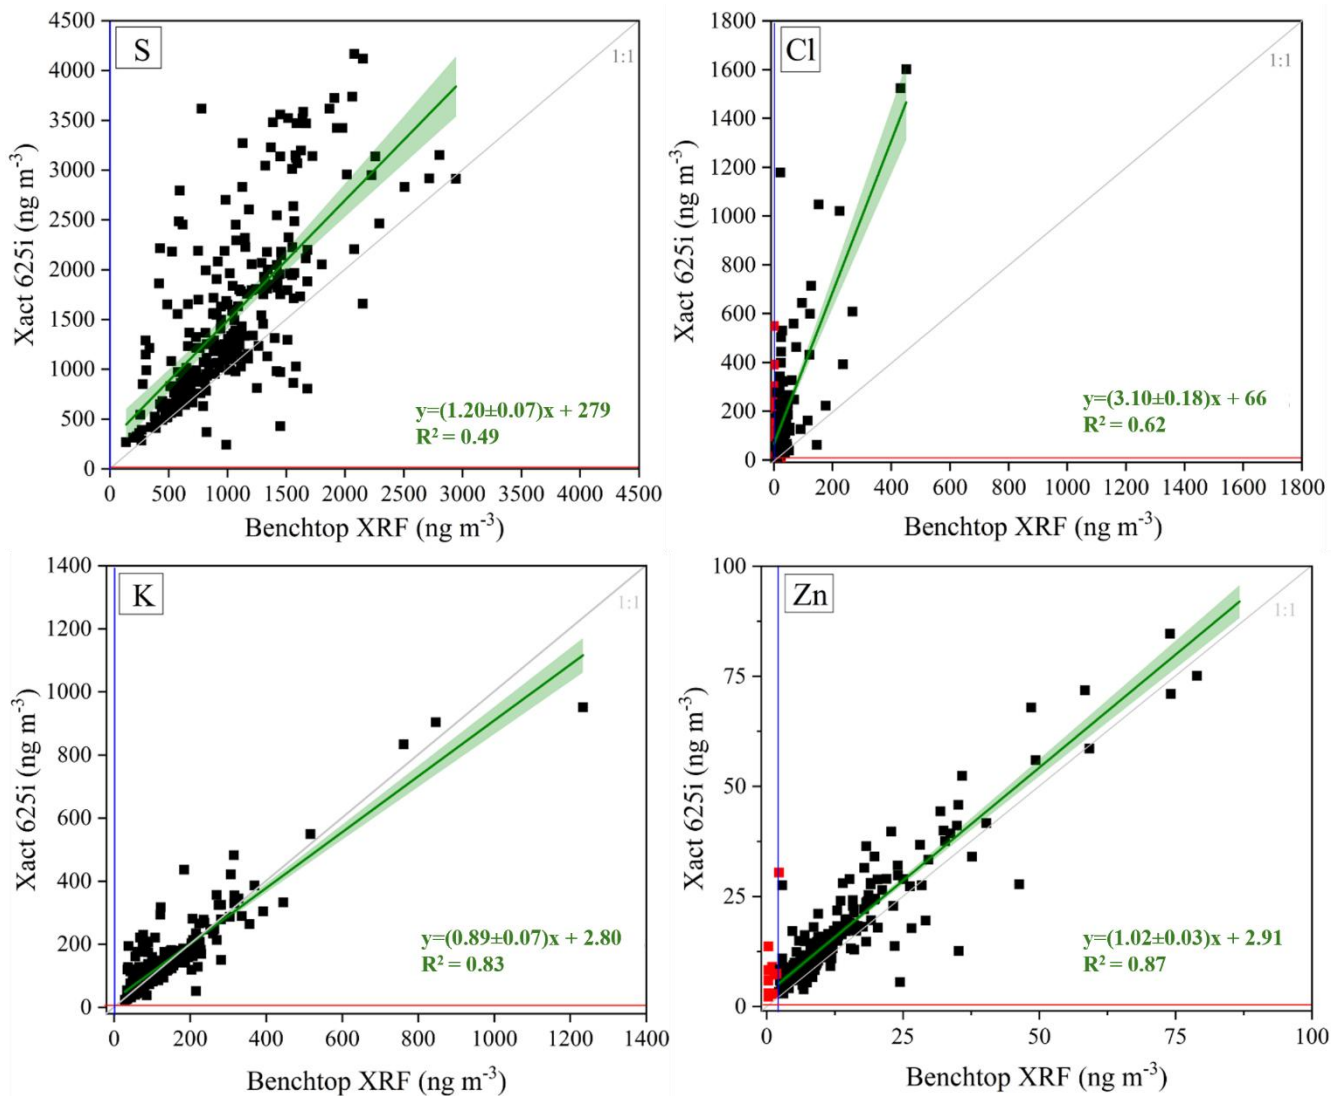 S
1:1
4500
4000
3500
3000
2500
2000
1500
1000
500
0
Xact 625i (ng m⁻³)
y=(1.20±0.07)x + 279
R² = 0.49
0 500 1000 1500 2000 2500 3000 3500 4000 4500
Benchtop XRF (ng m⁻³)
Cl
1:1
1800
1600
1400
1200
1000
800
600
400
200
0
Xact 625i (ng m⁻³)
y=(3.10±0.18)x + 66
R² = 0.62
0 200 400 600 800 1000 1200 1400 1600 1800
Benchtop XRF (ng m⁻³)
K
1:1
1400
1200
1000
800
600
400
200
0
Xact 625i (ng m⁻³)
y=(0.89±0.07)x + 2.80
R² = 0.83
0 200 400 600 800 1000 1200 1400
Benchtop XRF (ng m⁻³)
Zn
1:1
100
75
50
25
0
Xact 625i (ng m⁻³)
y=(1.02±0.03)x + 2.91
R² = 0.87
0 25 50 75 100
Benchtop XRF (ng m⁻³)